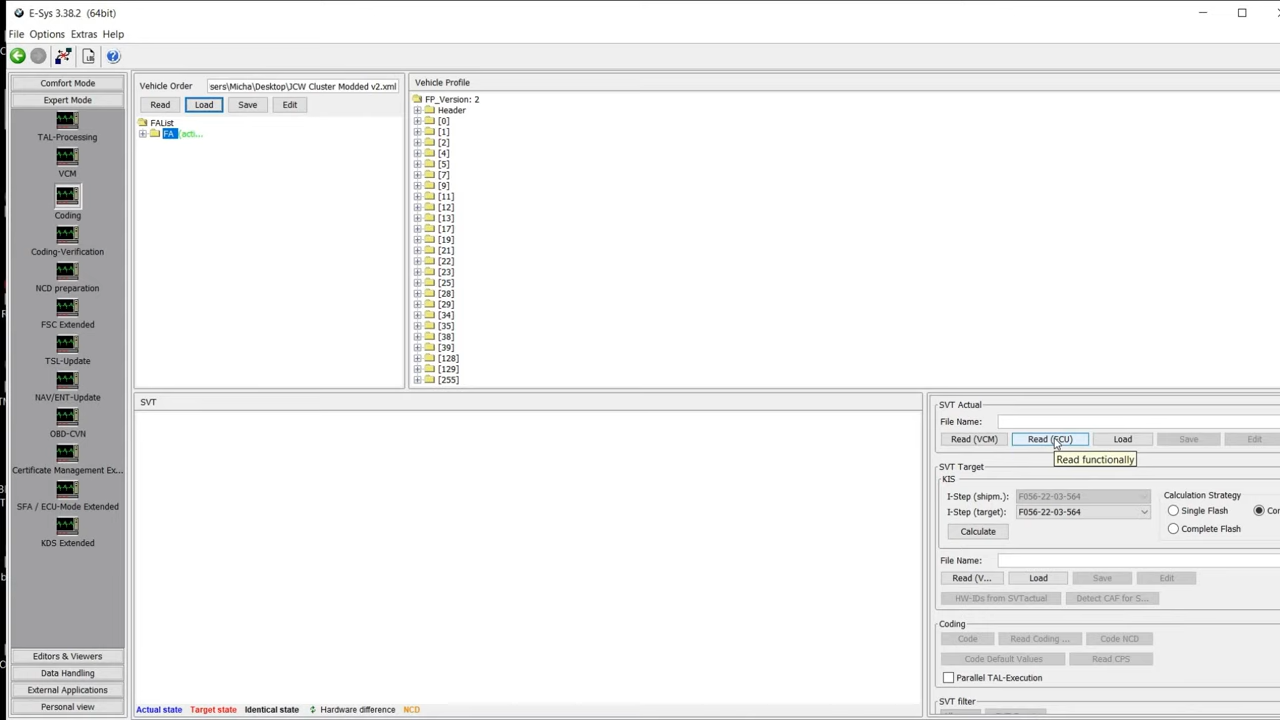 E-Sys 3.38.2 (64bit)
File Options Extras Help
Comfort Mode
Expert Mode
TAL-Processing
VCM
Coding
Coding-Verification
NCD preparation
FSC Extended
TSL-Update
NAV/ENT-Update
OBD-CVN
Certificate Management Ex...
SFA / ECU-Mode Extended
KDS Extended
Editors & Viewers
Data Handling
External Applications
Personal view
Vehicle Order sers\Micha\Desktop\JCW Cluster Modded v2.xml
Read Load Save Edit
FAList
FA (acti...
Vehicle Profile
FP_Version: 2
Header
[0]
[1]
[2]
[4]
[5]
[7]
[9]
[11]
[12]
[13]
[17]
[19]
[21]
[22]
[23]
[25]
[28]
[29]
[34]
[35]
[38]
[39]
[128]
[129]
[255]
SVT
Actual state Target state Identical state Hardware difference NCD
SVT Actual
File Name:
Read (VCM) Read (ECU) Load Save Edit
Read functionally
SVT Target
KIS
I-Step (shipm.): F056-22-03-564
I-Step (target): F056-22-03-564
Calculate
Calculation Strategy
Single Flash Con
Complete Flash
File Name:
Read (V... Load Save Edit
HW-IDs from SVTactual Detect CAF for S...
Coding
Code Read Coding ... Code NCD
Code Default Values Read CPS
Parallel TAL-Execution
SVT filter